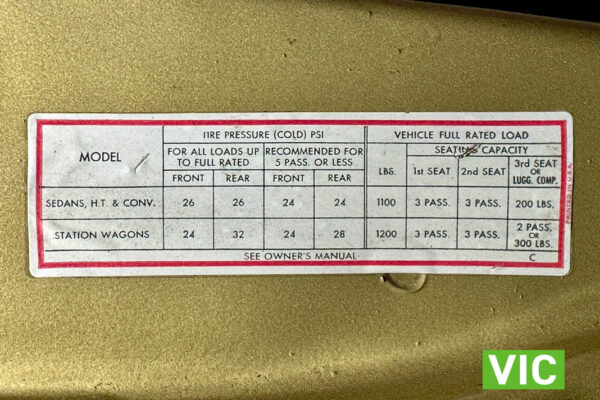 TIRE PRESSURE (COLD) PSI VEHICLE FULL RATED LOAD
MODEL FOR ALL LOADS UP TO FULL RATED RECOMMENDED FOR 5 PASS. OR LESS LBS. SEATING CAPACITY
FRONT REAR FRONT REAR 1st SEAT 2nd SEAT 3rd SEAT OR LUGG. COMP.
SEDANS, H.T. & CONV. 26 26 24 24 1100 3 PASS. 3 PASS. 200 LBS.
STATION WAGONS 24 32 24 28 1200 3 PASS. 3 PASS. 2 PASS. OR 300 LBS.
SEE OWNER'S MANUAL C
PRINTED IN U.S.A.
VIC